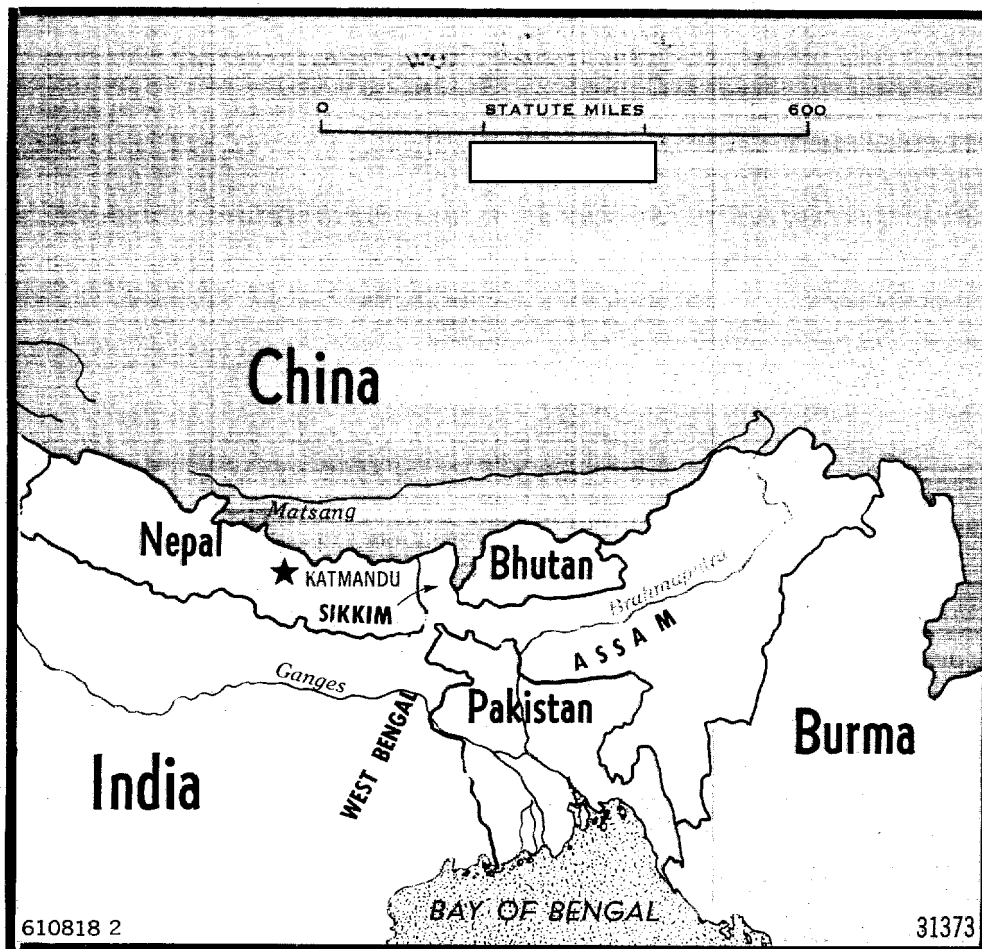 0 STATUTE MILES 600
China
Matsang
Nepal
Bhutan
KATMANDU
SIKKIM
Brahmaputra
ASSAM
Ganges
Pakistan
WEST BENGAL
Burma
India
BAY OF BENGAL
610818 2
31373